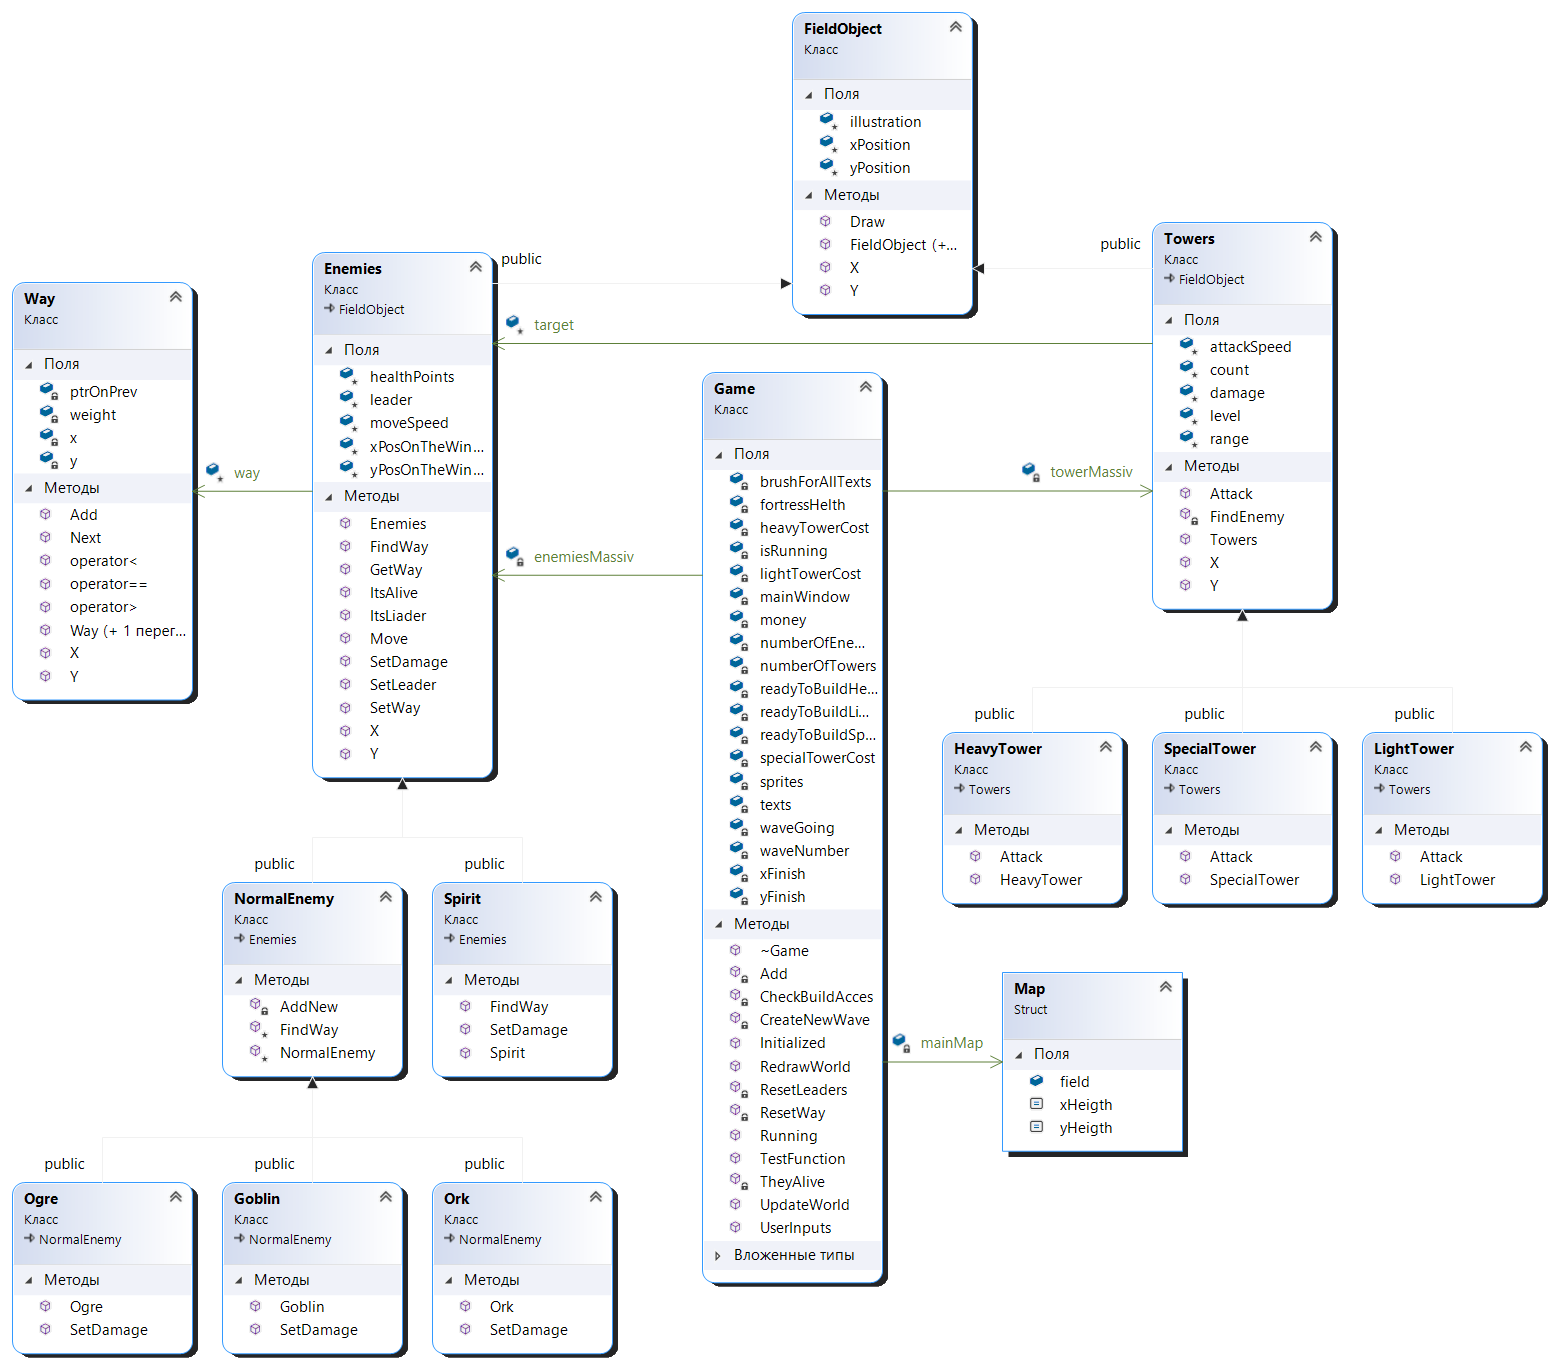 FieldObject
Класс
Поля
illustration
xPosition
yPosition
Методы
Draw
FieldObject (+...
X
Y
public
public
Towers
Класс
FieldObject
Поля
attackSpeed
count
damage
level
range
Методы
Attack
FindEnemy
Towers
X
Y
Enemies
Класс
FieldObject
Поля
healthPoints
leader
moveSpeed
xPosOnTheWin...
yPosOnTheWin...
Методы
Enemies
FindWay
GetWay
ItsAlive
ItsLiader
Move
SetDamage
SetLeader
SetWay
X
Y
target
Way
Класс
Поля
ptrOnPrev
weight
x
y
Методы
Add
Next
operator<
operator==
operator>
Way (+ 1 перег...
X
Y
way
enemiesMassiv
Game
Класс
Поля
brushForAllTexts
fortressHelth
heavyTowerCost
isRunning
lightTowerCost
mainWindow
money
numberOfEne...
numberOfTowers
readyToBuildHe...
readyToBuildLi...
readyToBuildSp...
specialTowerCost
sprites
texts
waveGoing
waveNumber
xFinish
yFinish
Методы
~Game
Add
CheckBuildAcces
CreateNewWave
Initialized
RedrawWorld
ResetLeaders
ResetWay
Running
TestFunction
TheyAlive
UpdateWorld
UserInputs
Вложенные типы
towerMassiv
public
public
public
HeavyTower
Класс
Towers
Методы
Attack
HeavyTower
SpecialTower
Класс
Towers
Методы
Attack
SpecialTower
LightTower
Класс
Towers
Методы
Attack
LightTower
public
public
NormalEnemy
Класс
Enemies
Методы
AddNew
FindWay
NormalEnemy
Spirit
Класс
Enemies
Методы
FindWay
SetDamage
Spirit
mainMap
Map
Struct
Поля
field
xHeigth
yHeigth
public
public
public
Ogre
Класс
NormalEnemy
Методы
Ogre
SetDamage
Goblin
Класс
NormalEnemy
Методы
Goblin
SetDamage
Ork
Класс
NormalEnemy
Методы
Ork
SetDamage